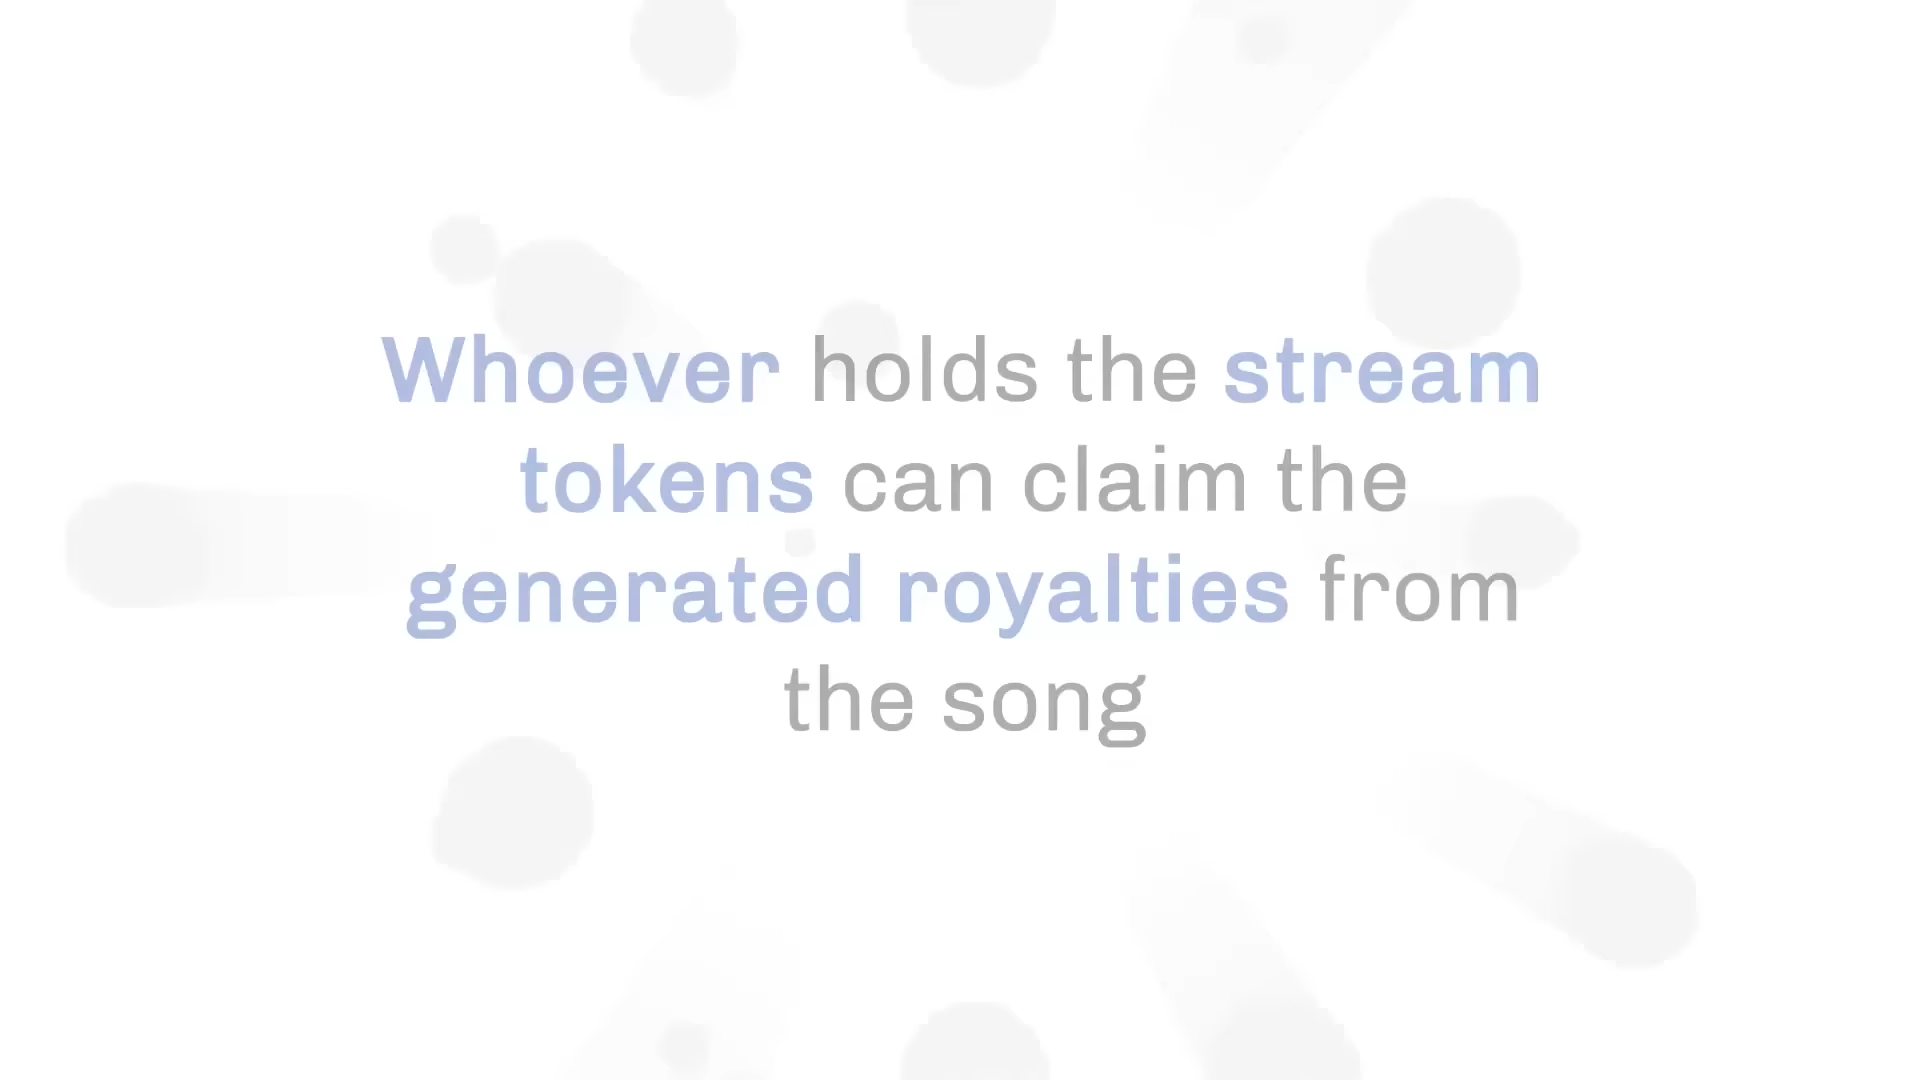 Whoever holds the stream
tokens can claim the
generated royalties from
the song